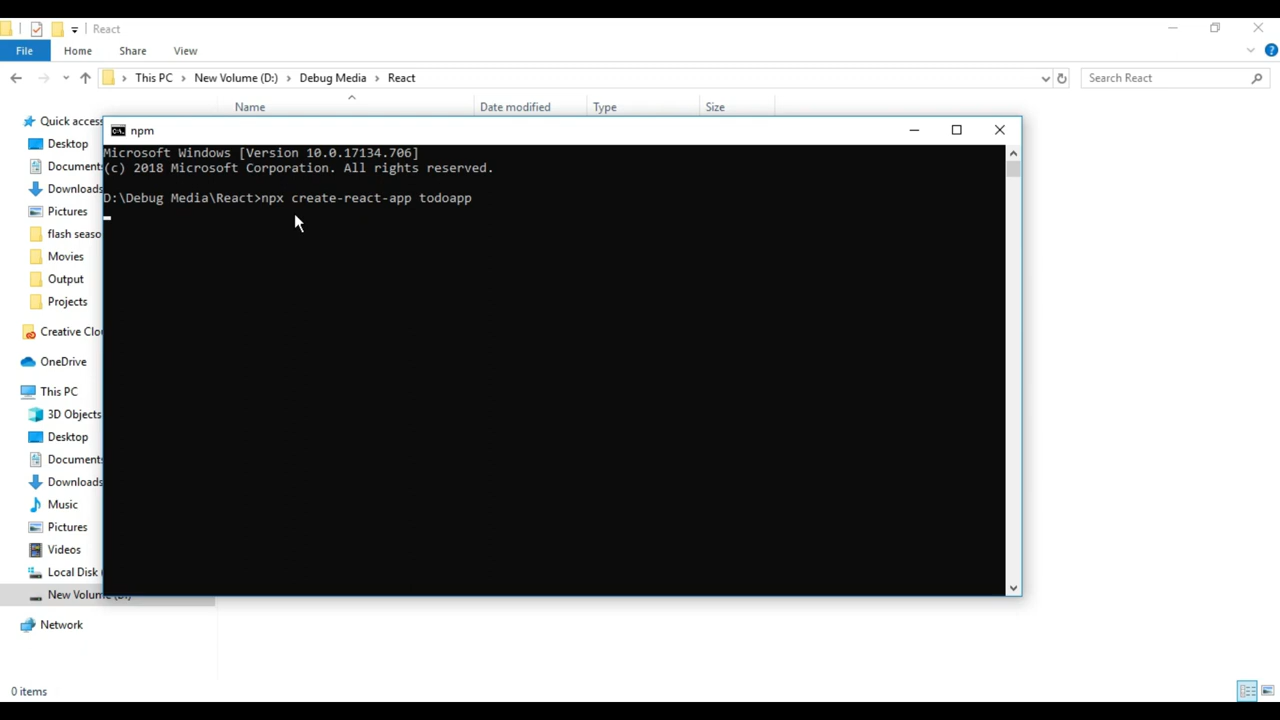 React
File Home Share View
This PC New Volume (D:) Debug Media React
Search React
Name Date modified Type Size
Quick access
Desktop
Documents
Downloads
Pictures
flash seaso
Movies
Output
Projects
Creative Clou
OneDrive
This PC
3D Objects
Desktop
Documents
Downloads
Music
Pictures
Videos
Local Disk
New Volume (D:)
Network
0 items
npm
Microsoft Windows [Version 10.0.17134.706]
(c) 2018 Microsoft Corporation. All rights reserved.
D:\Debug Media\React>npx create-react-app todoapp